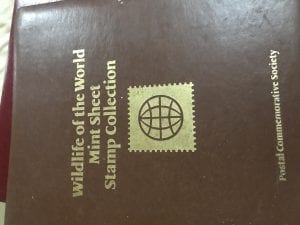 Wildlife of the World
Mint Sheet
Stamp Collection
Postal Commemorative Society